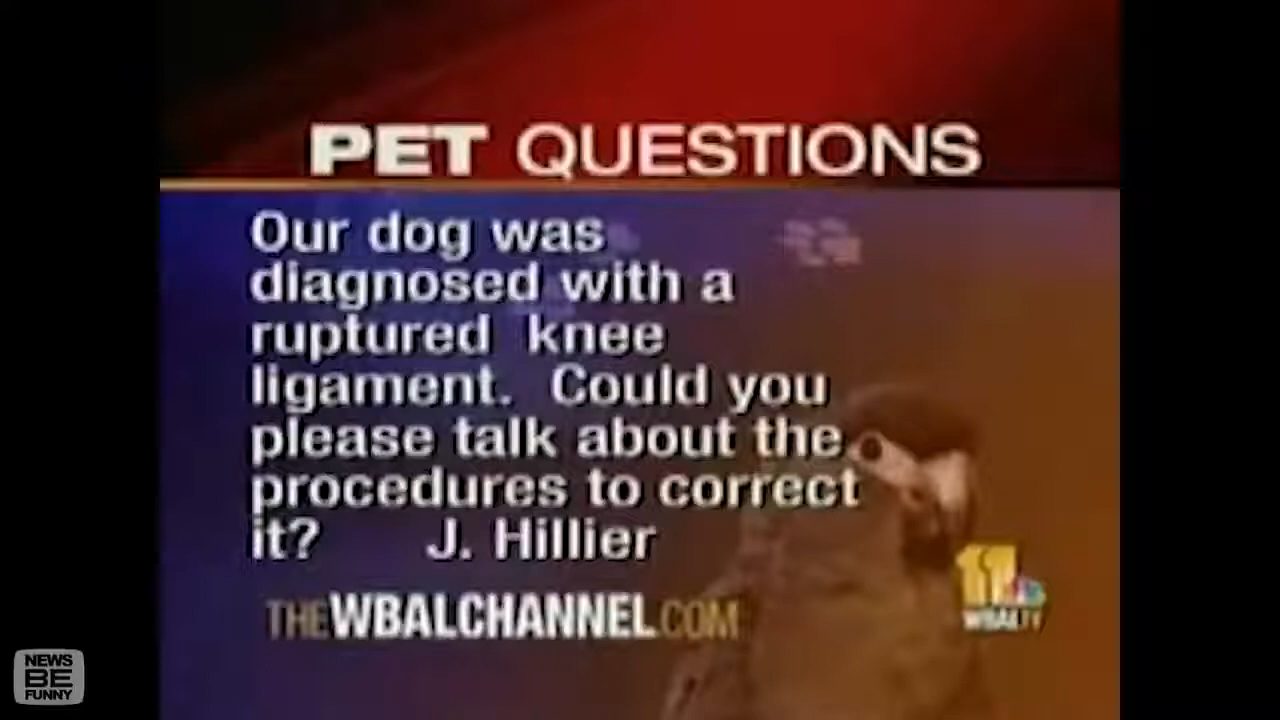 PET QUESTIONS
Our dog was
diagnosed with a
ruptured knee
ligament. Could you
please talk about the
procedures to correct
it? J. Hillier
THEWBALCHANNEL.COM
11
WBALTV
NEWS
BE
FUNNY